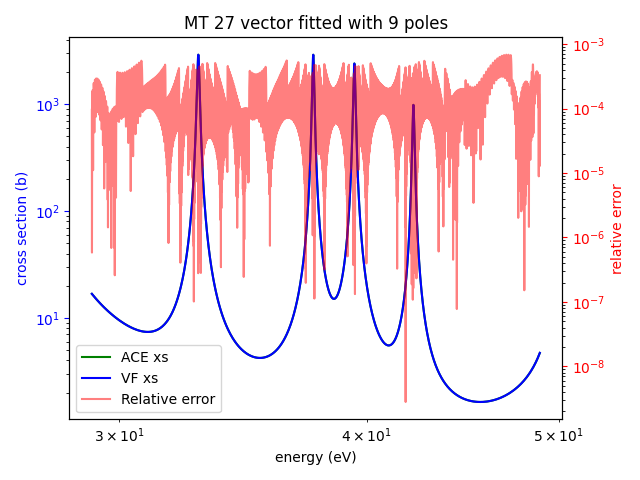 MT 27 vector fitted with 9 poles
10³
10²
10¹
cross section (b)
10⁻³
10⁻⁴
10⁻⁵
10⁻⁶
10⁻⁷
10⁻⁸
relative error
ACE xs
VF xs
Relative error
3 × 10¹
4 × 10¹
5 × 10¹
energy (eV)